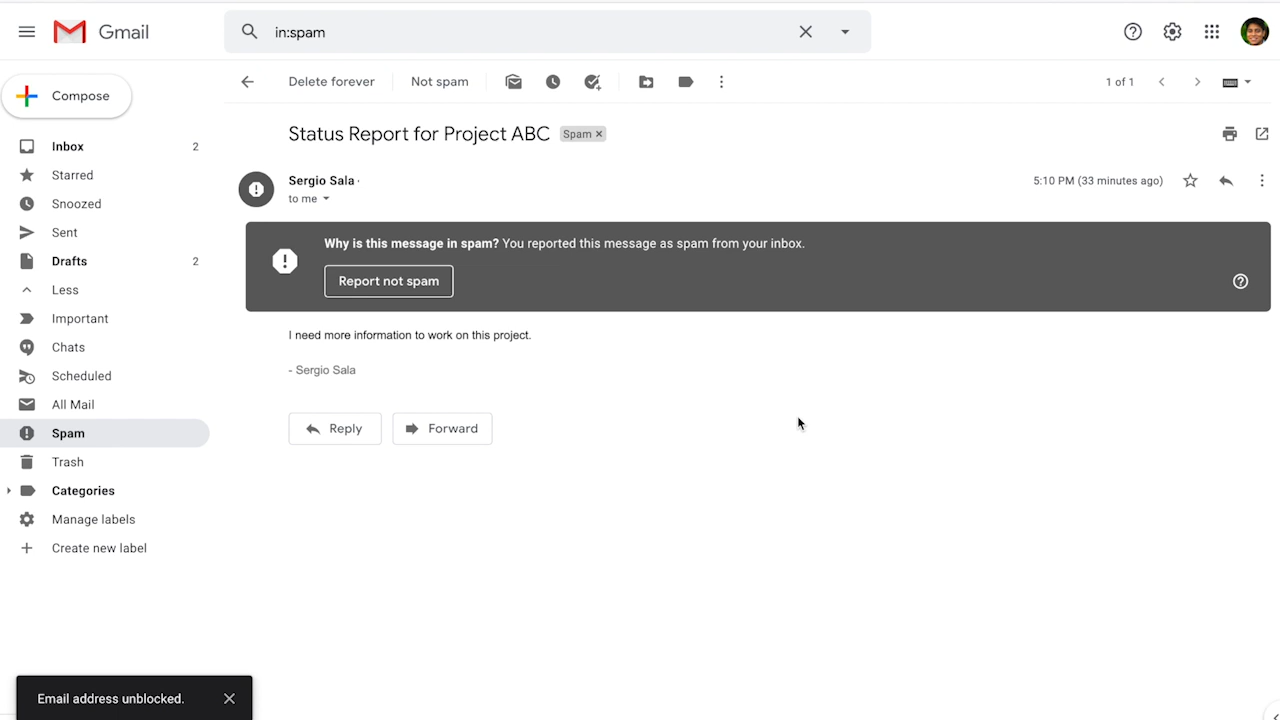 Gmail
in:spam
Compose
Delete forever
Not spam
1 of 1
Inbox 2
Starred
Snoozed
Sent
Drafts 2
Less
Important
Chats
Scheduled
All Mail
Spam
Trash
Categories
Manage labels
Create new label
Status Report for Project ABC Spam ×
Sergio Sala · 5:10 PM (33 minutes ago)
to me
Why is this message in spam? You reported this message as spam from your inbox.
Report not spam
I need more information to work on this project.
- Sergio Sala
Reply Forward
Email address unblocked.